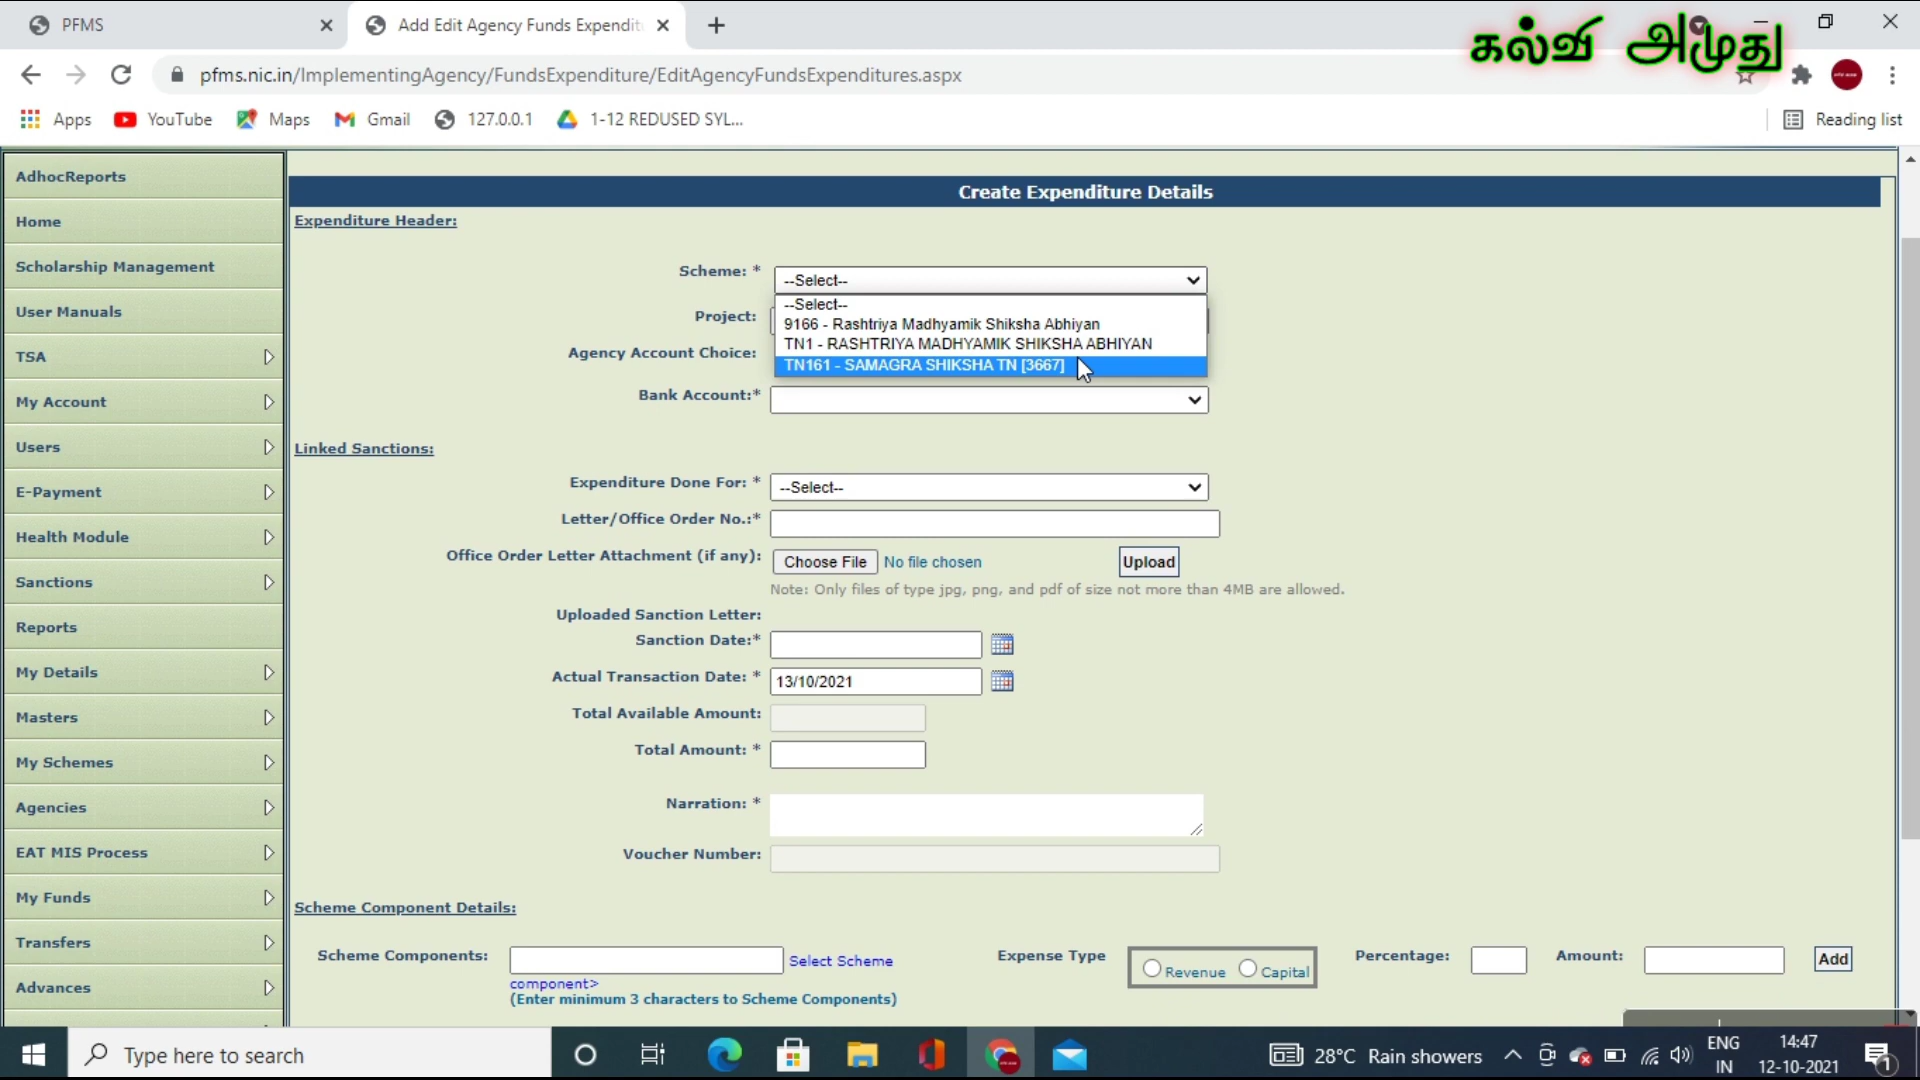 PFMS
Add Edit Agency Funds Expendit
கல்வி அமுது
pfms.nic.in/ImplementingAgency/FundsExpenditure/EditAgencyFundsExpenditures.aspx
Apps YouTube Maps Gmail 127.0.0.1 1-12 REDUSED SYL... Reading list
AdhocReports
Home
Scholarship Management
User Manuals
TSA
My Account
Users
E-Payment
Health Module
Sanctions
Reports
My Details
Masters
My Schemes
Agencies
EAT MIS Process
My Funds
Transfers
Advances
Create Expenditure Details
Expenditure Header:
Scheme: * --Select--
--Select--
9166 - Rashtriya Madhyamik Shiksha Abhiyan
TN1 - RASHTRIYA MADHYAMIK SHIKSHA ABHIYAN
TN161 - SAMAGRA SHIKSHA TN [3667]
Project:
Agency Account Choice:
Bank Account:*
Linked Sanctions:
Expenditure Done For: * --Select--
Letter/Office Order No.:*
Office Order Letter Attachment (if any): Choose File No file chosen Upload
Note: Only files of type jpg, png, and pdf of size not more than 4MB are allowed.
Uploaded Sanction Letter:
Sanction Date:*
Actual Transaction Date: * 13/10/2021
Total Available Amount:
Total Amount: *
Narration: *
Voucher Number:
Scheme Component Details:
Scheme Components: Select Scheme
component>
(Enter minimum 3 characters to Scheme Components)
Expense Type Revenue Capital Percentage: Amount: Add
Type here to search
28°C Rain showers
ENG
IN
14:47
12-10-2021
1